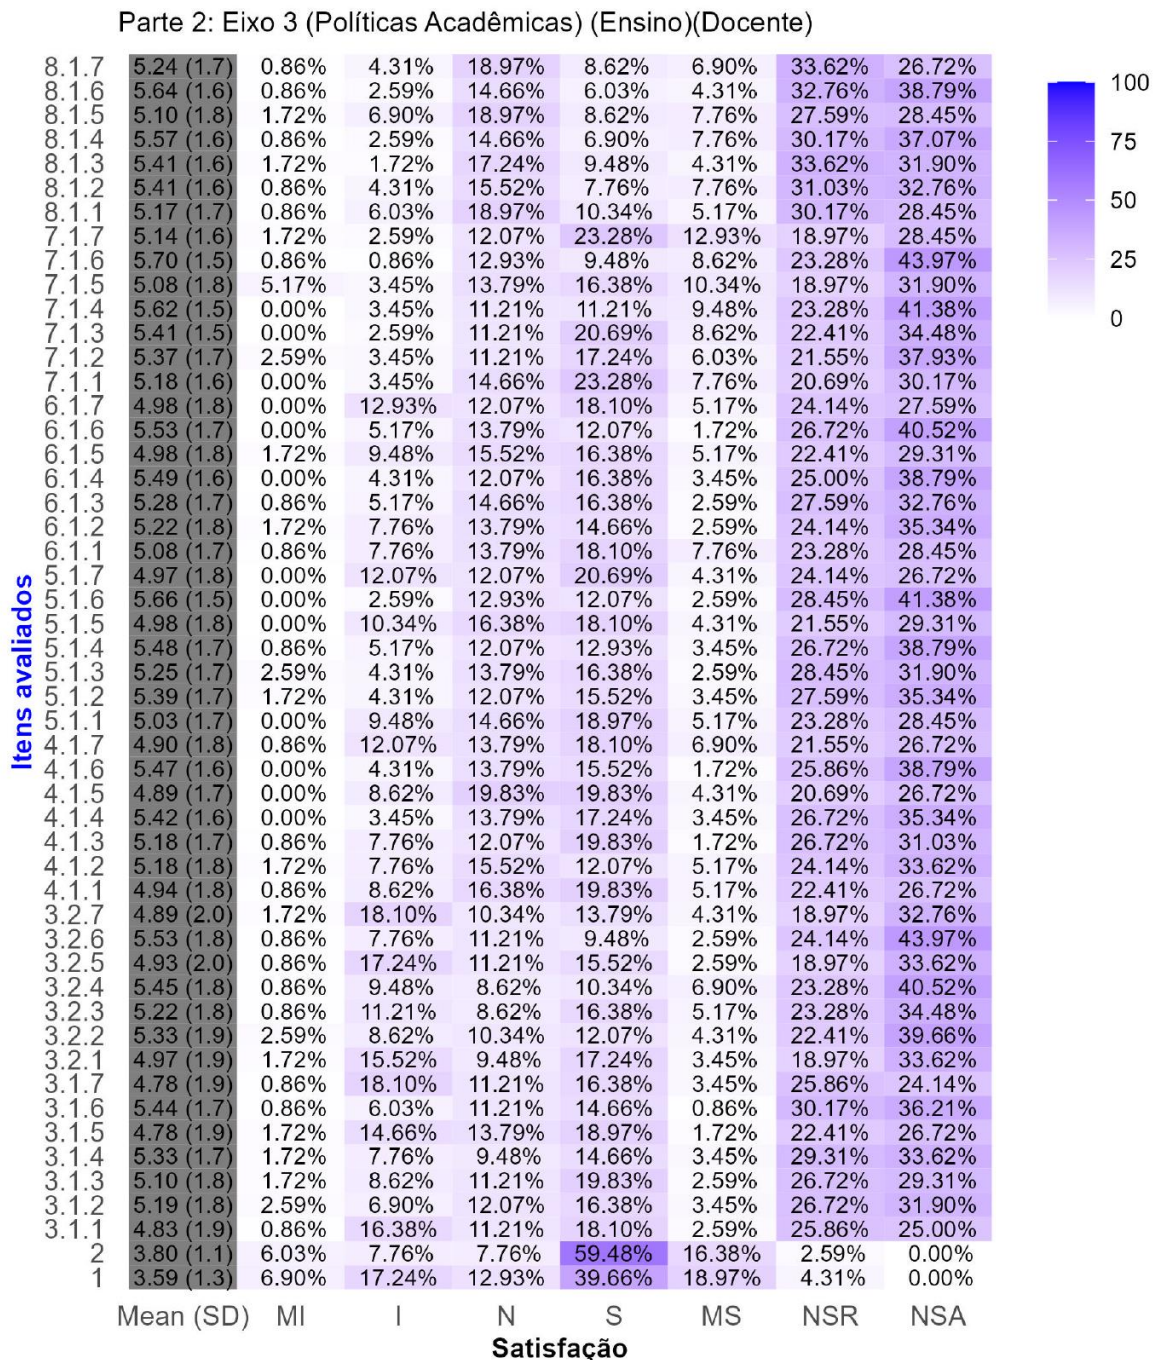 Parte 2: Eixo 3 (Políticas Acadêmicas) (Ensino)(Docente)
8.1.7 5.24 (1.7) 0.86% 4.31% 18.97% 8.62% 6.90% 33.62% 26.72%
8.1.6 5.64 (1.6) 0.86% 2.59% 14.66% 6.03% 4.31% 32.76% 38.79%
8.1.5 5.10 (1.8) 1.72% 6.90% 18.97% 8.62% 7.76% 27.59% 28.45%
8.1.4 5.57 (1.6) 0.86% 2.59% 14.66% 6.90% 7.76% 30.17% 37.07%
8.1.3 5.41 (1.6) 1.72% 1.72% 17.24% 9.48% 4.31% 33.62% 31.90%
8.1.2 5.41 (1.6) 0.86% 4.31% 15.52% 7.76% 7.76% 31.03% 32.76%
8.1.1 5.17 (1.7) 0.86% 6.03% 18.97% 10.34% 5.17% 30.17% 28.45%
7.1.7 5.14 (1.6) 1.72% 2.59% 12.07% 23.28% 12.93% 18.97% 28.45%
7.1.6 5.70 (1.5) 0.86% 0.86% 12.93% 9.48% 8.62% 23.28% 43.97%
7.1.5 5.08 (1.8) 5.17% 3.45% 13.79% 16.38% 10.34% 18.97% 31.90%
7.1.4 5.62 (1.5) 0.00% 3.45% 11.21% 11.21% 9.48% 23.28% 41.38%
7.1.3 5.41 (1.5) 0.00% 2.59% 11.21% 20.69% 8.62% 22.41% 34.48%
7.1.2 5.37 (1.7) 2.59% 3.45% 11.21% 17.24% 6.03% 21.55% 37.93%
7.1.1 5.18 (1.6) 0.00% 3.45% 14.66% 23.28% 7.76% 20.69% 30.17%
6.1.7 4.98 (1.8) 0.00% 12.93% 12.07% 18.10% 5.17% 24.14% 27.59%
6.1.6 5.53 (1.7) 0.00% 5.17% 13.79% 12.07% 1.72% 26.72% 40.52%
6.1.5 4.98 (1.8) 1.72% 9.48% 15.52% 16.38% 5.17% 22.41% 29.31%
6.1.4 5.49 (1.6) 0.00% 4.31% 12.07% 16.38% 3.45% 25.00% 38.79%
6.1.3 5.28 (1.7) 0.86% 5.17% 14.66% 16.38% 2.59% 27.59% 32.76%
6.1.2 5.22 (1.8) 1.72% 7.76% 13.79% 14.66% 2.59% 24.14% 35.34%
6.1.1 5.08 (1.7) 0.86% 7.76% 13.79% 18.10% 7.76% 23.28% 28.45%
5.1.7 4.97 (1.8) 0.00% 12.07% 12.07% 20.69% 4.31% 24.14% 26.72%
5.1.6 5.66 (1.5) 0.00% 2.59% 12.93% 12.07% 2.59% 28.45% 41.38%
5.1.5 4.98 (1.8) 0.00% 10.34% 16.38% 18.10% 4.31% 21.55% 29.31%
5.1.4 5.48 (1.7) 0.86% 5.17% 12.07% 12.93% 3.45% 26.72% 38.79%
5.1.3 5.25 (1.7) 2.59% 4.31% 13.79% 16.38% 2.59% 28.45% 31.90%
5.1.2 5.39 (1.7) 1.72% 4.31% 12.07% 15.52% 3.45% 27.59% 35.34%
5.1.1 5.03 (1.7) 0.00% 9.48% 14.66% 18.97% 5.17% 23.28% 28.45%
4.1.7 4.90 (1.8) 0.86% 12.07% 13.79% 18.10% 6.90% 21.55% 26.72%
4.1.6 5.47 (1.6) 0.00% 4.31% 13.79% 15.52% 1.72% 25.86% 38.79%
4.1.5 4.89 (1.7) 0.00% 8.62% 19.83% 19.83% 4.31% 20.69% 26.72%
4.1.4 5.42 (1.6) 0.00% 3.45% 13.79% 17.24% 3.45% 26.72% 35.34%
4.1.3 5.18 (1.7) 0.86% 7.76% 12.07% 19.83% 1.72% 26.72% 31.03%
4.1.2 5.18 (1.8) 1.72% 7.76% 15.52% 12.07% 5.17% 24.14% 33.62%
4.1.1 4.94 (1.8) 0.86% 8.62% 16.38% 19.83% 5.17% 22.41% 26.72%
3.2.7 4.89 (2.0) 1.72% 18.10% 10.34% 13.79% 4.31% 18.97% 32.76%
3.2.6 5.53 (1.8) 0.86% 7.76% 11.21% 9.48% 2.59% 24.14% 43.97%
3.2.5 4.93 (2.0) 0.86% 17.24% 11.21% 15.52% 2.59% 18.97% 33.62%
3.2.4 5.45 (1.8) 0.86% 9.48% 8.62% 10.34% 6.90% 23.28% 40.52%
3.2.3 5.22 (1.8) 0.86% 11.21% 8.62% 16.38% 5.17% 23.28% 34.48%
3.2.2 5.33 (1.9) 2.59% 8.62% 10.34% 12.07% 4.31% 22.41% 39.66%
3.2.1 4.97 (1.9) 1.72% 15.52% 9.48% 17.24% 3.45% 18.97% 33.62%
3.1.7 4.78 (1.9) 0.86% 18.10% 11.21% 16.38% 3.45% 25.86% 24.14%
3.1.6 5.44 (1.7) 0.86% 6.03% 11.21% 14.66% 0.86% 30.17% 36.21%
3.1.5 4.78 (1.9) 1.72% 14.66% 13.79% 18.97% 1.72% 22.41% 26.72%
3.1.4 5.33 (1.7) 1.72% 7.76% 9.48% 14.66% 3.45% 29.31% 33.62%
3.1.3 5.10 (1.8) 1.72% 8.62% 11.21% 19.83% 2.59% 26.72% 29.31%
3.1.2 5.19 (1.8) 2.59% 6.90% 12.07% 16.38% 3.45% 26.72% 31.90%
3.1.1 4.83 (1.9) 0.86% 16.38% 11.21% 18.10% 2.59% 25.86% 25.00%
2 3.80 (1.1) 6.03% 7.76% 7.76% 59.48% 16.38% 2.59% 0.00%
1 3.59 (1.3) 6.90% 17.24% 12.93% 39.66% 18.97% 4.31% 0.00%
Mean (SD) MI I N S MS NSR NSA
Satisfação
Itens avaliados
100
75
50
25
0